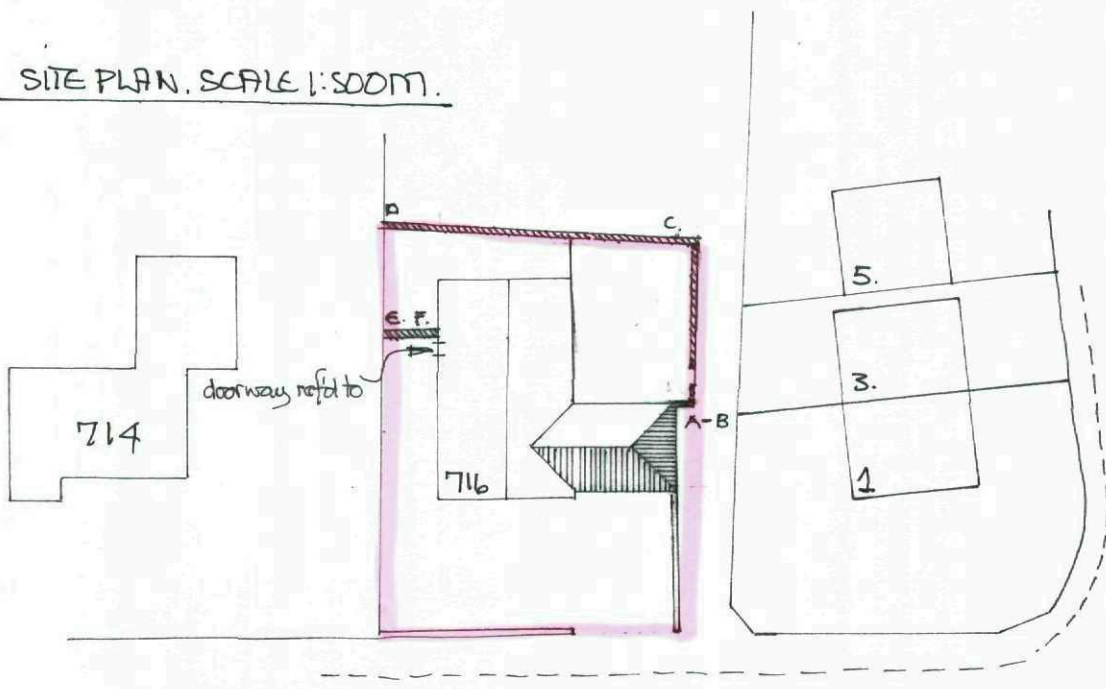 SITE PLAN. SCALE 1:500M.
D
C.
5.
E. F.
doorway ref'd to
3.
714
A-B
716
1